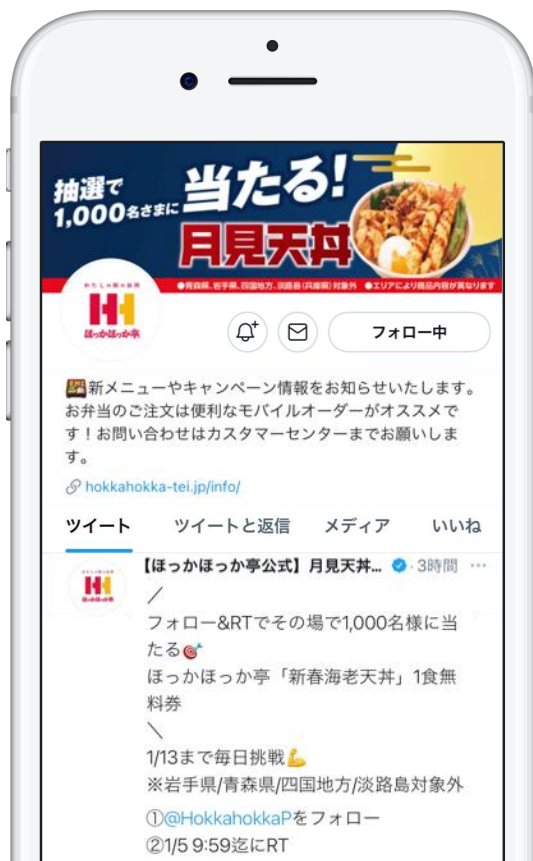 抽選で
1,000名さまに
当たる!
月見天丼
●青森県、岩手県、四国地方、淡路島(兵庫県)対象外 ●エリアにより商品内容が異なります
わたしの街の台所
ほっかほっか亭
フォロー中
🍱新メニューやキャンペーン情報をお知らせいたします。
お弁当のご注文は便利なモバイルオーダーがオススメで
す!お問い合わせはカスタマーセンターまでお願いしま
す。
hokkahokka-tei.jp/info/
ツイート ツイートと返信 メディア いいね
【ほっかほっか亭公式】月見天丼... · 3時間 ···
ほっかほっか亭
/
フォロー&RTでその場で1,000名様に当
たる🎯
ほっかほっか亭「新春海老天丼」1食無
料券
\
1/13まで毎日挑戦💪
※岩手県/青森県/四国地方/淡路島対象外
①@HokkahokkaPをフォロー
②1/5 9:59迄にRT